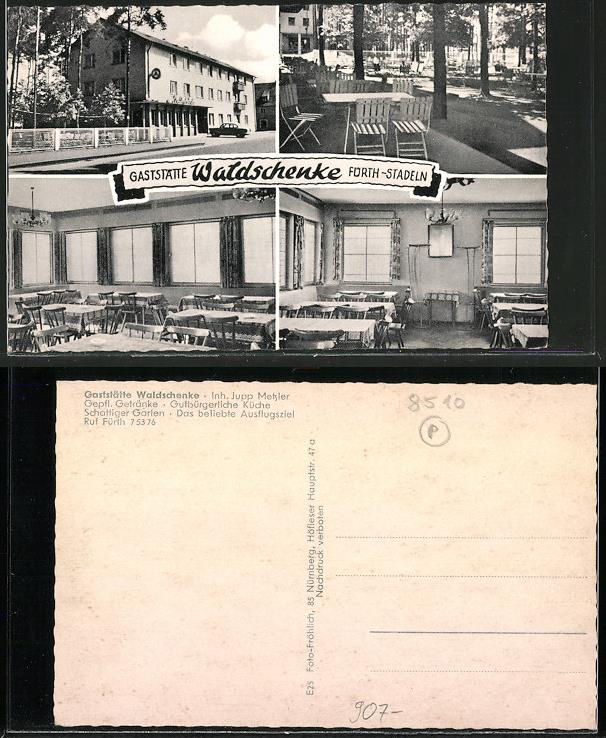 GASTSTÄTTE Waldschenke FÜRTH-STADELN
Gaststätte Waldschenke · Inh. Jupp Metzler
Gepfl. Getränke · Gutbürgerliche Küche
Schattiger Garten · Das beliebte Ausflugsziel
Ruf Fürth 75376
8510
P
E25 Foto-Fröhlich, 85 Nürnberg, Höfleser Hauptstr. 47 a
Nachdruck verboten
907-